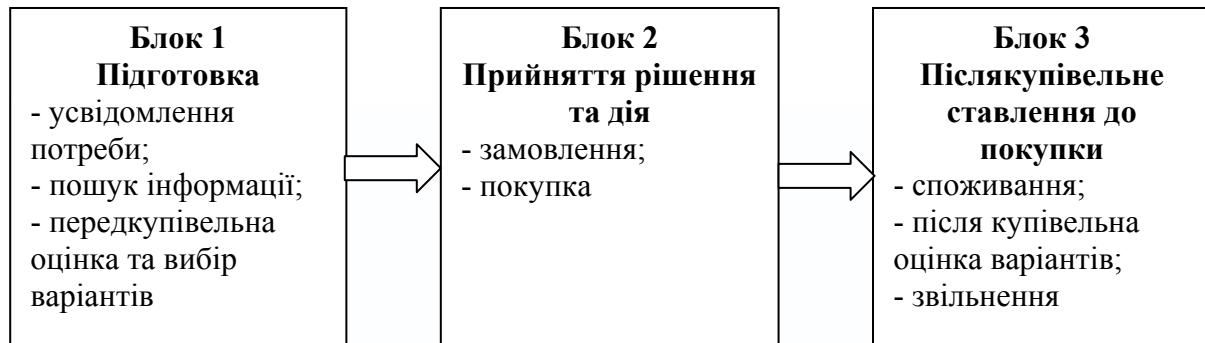 Блок 1
Підготовка
- усвідомлення
потреби;
- пошук інформації;
- передкупівельна
оцінка та вибір
варіантів
Блок 2
Прийняття рішення
та дія
- замовлення;
- покупка
Блок 3
Післякупівельне
ставлення до
покупки
- споживання;
- після купівельна
оцінка варіантів;
- звільнення